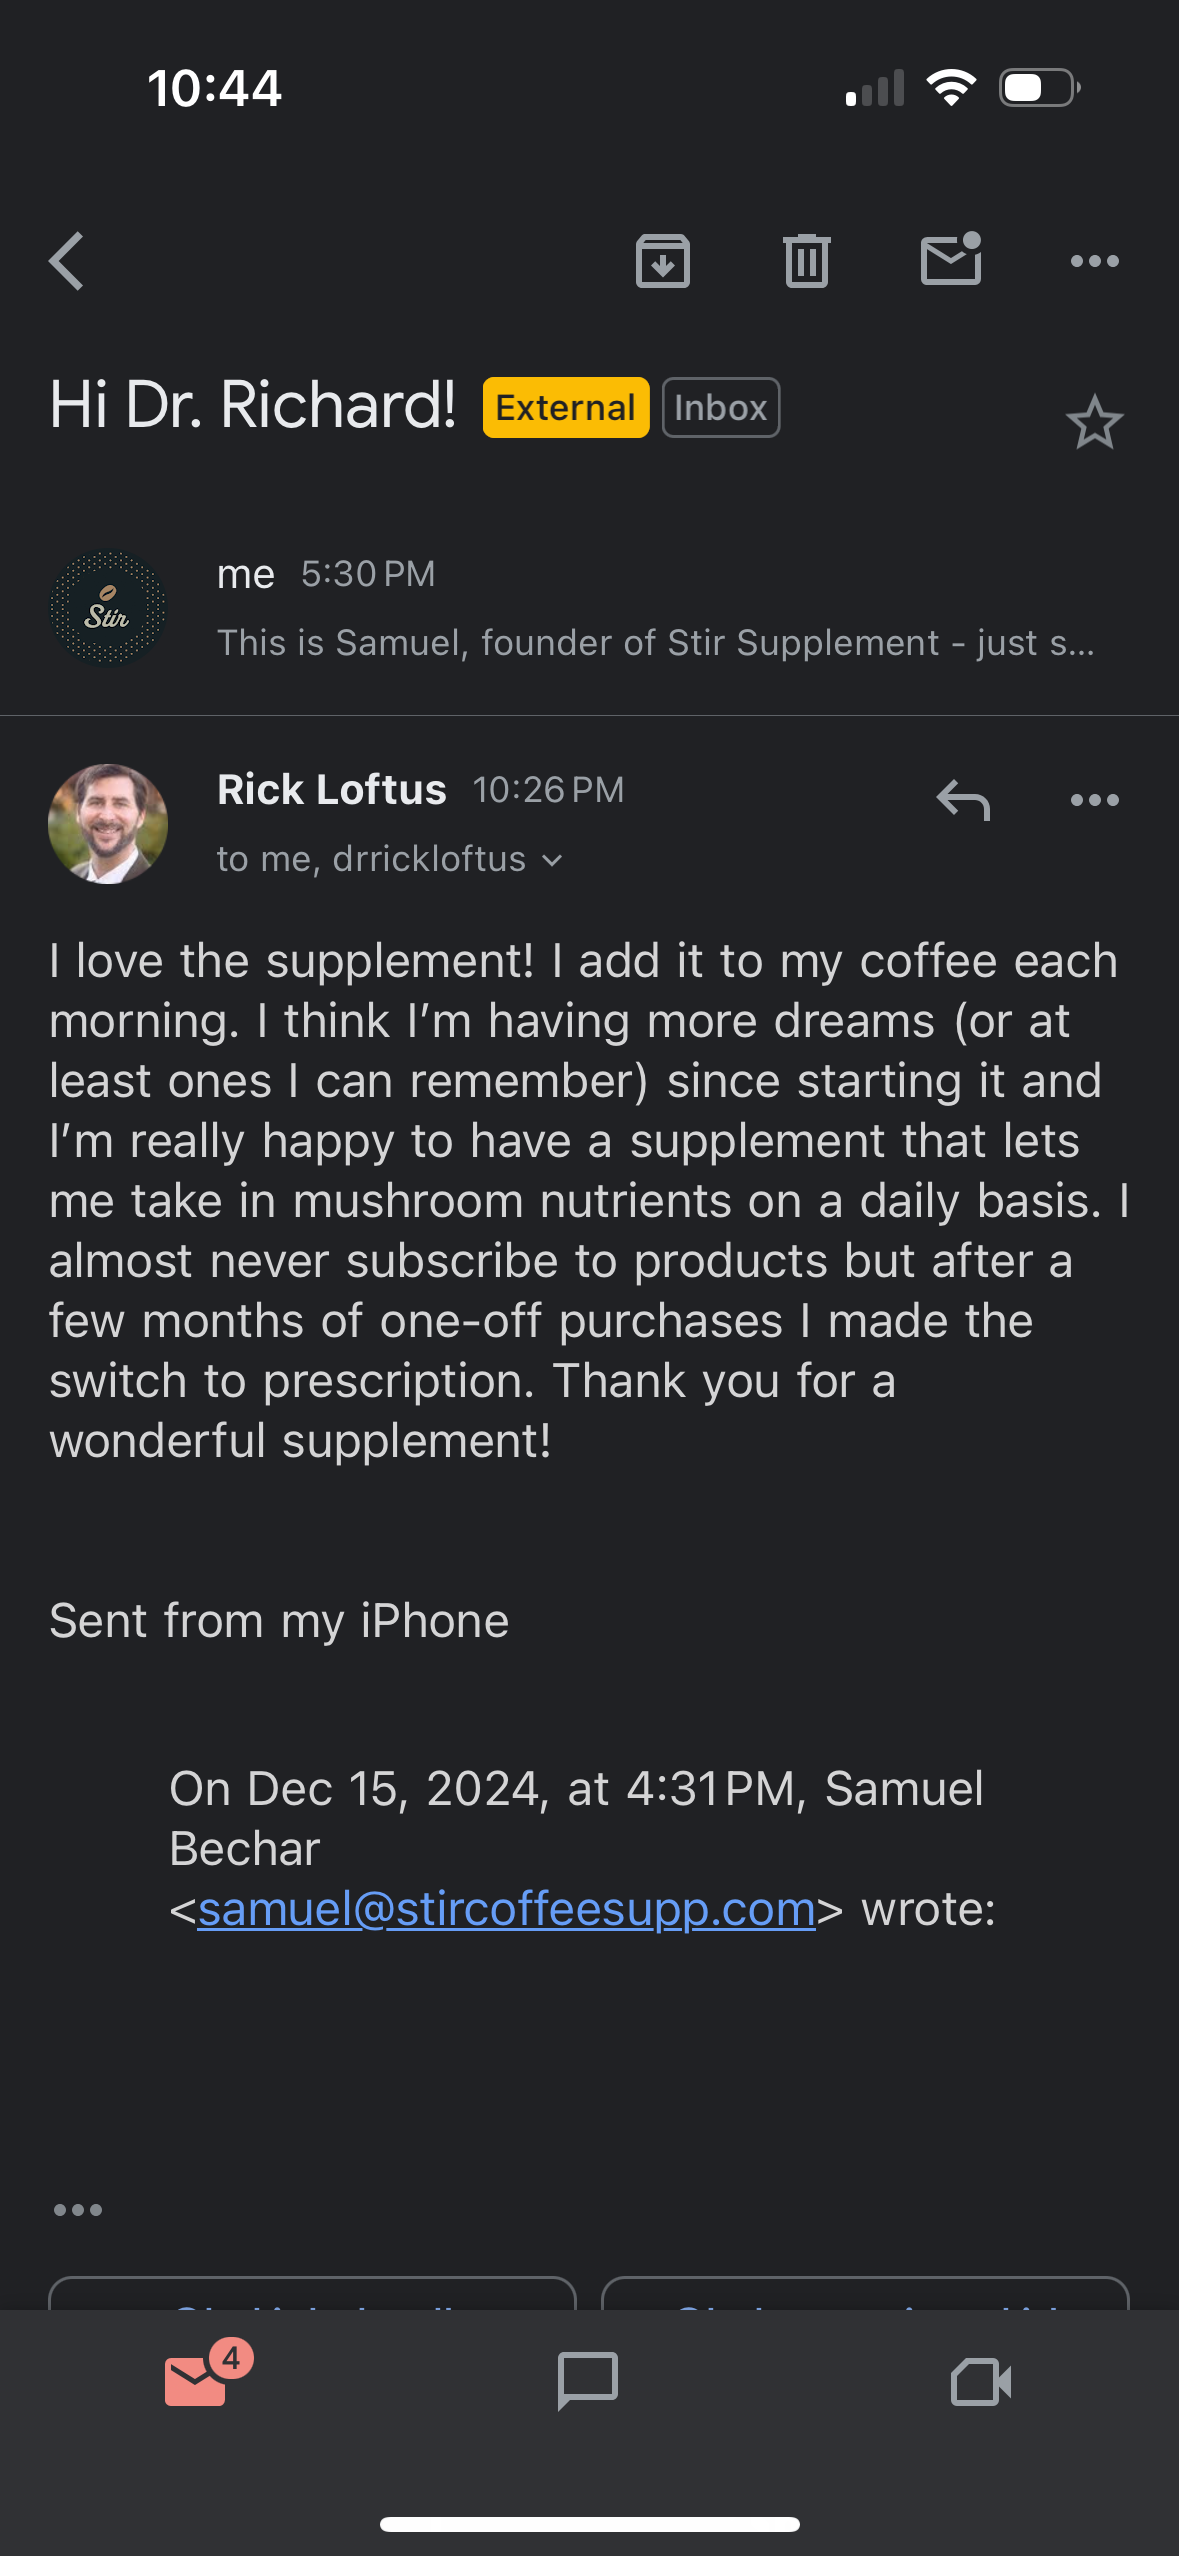 10:44
Hi Dr. Richard! External Inbox
Stir
me 5:30 PM
This is Samuel, founder of Stir Supplement - just s...
Rick Loftus 10:26 PM
to me, drrickloftus
I love the supplement! I add it to my coffee each
morning. I think I’m having more dreams (or at
least ones I can remember) since starting it and
I’m really happy to have a supplement that lets
me take in mushroom nutrients on a daily basis. I
almost never subscribe to products but after a
few months of one-off purchases I made the
switch to prescription. Thank you for a
wonderful supplement!
Sent from my iPhone
On Dec 15, 2024, at 4:31 PM, Samuel
Bechar
<samuel@stircoffeesupp.com> wrote:
4